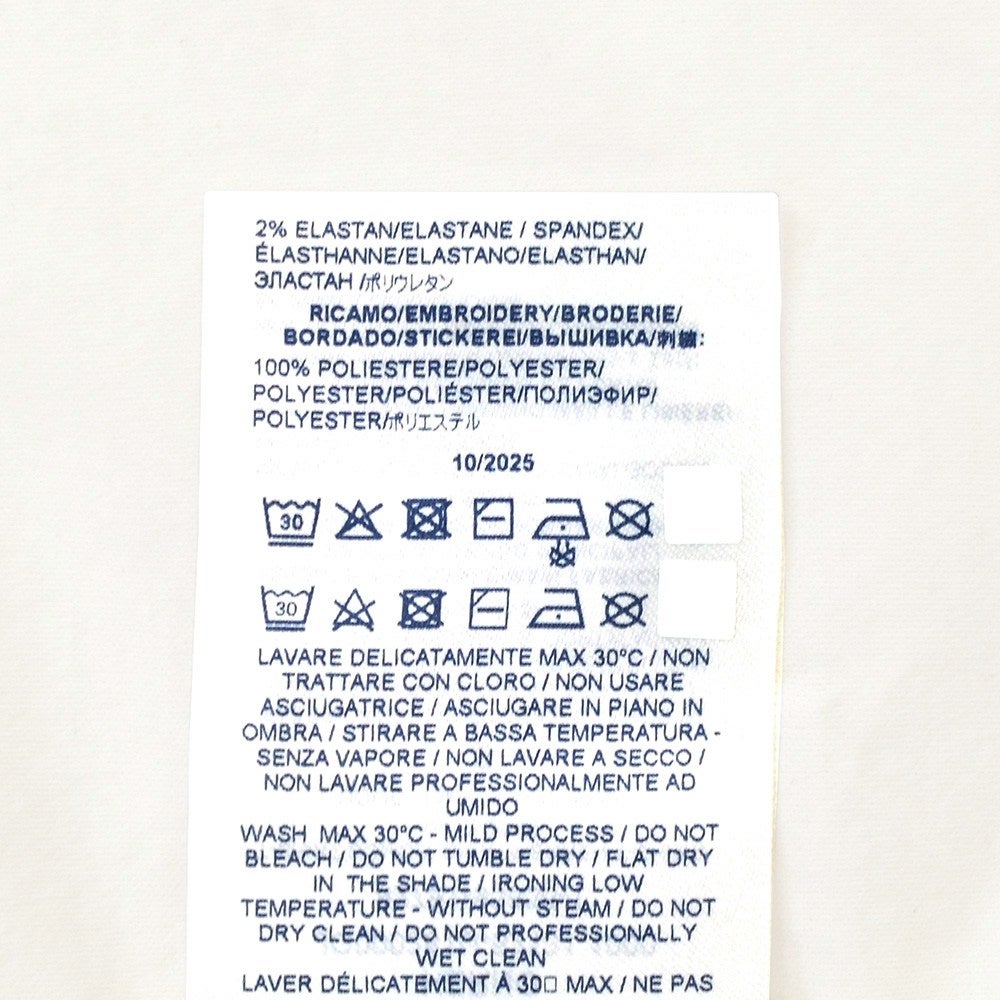 2% ELASTAN/ELASTANE / SPANDEX/
ÉLASTHANNE/ELASTANO/ELASTHAN/
ЭЛАСТАН /ポリウレタン
RICAMO/EMBROIDERY/BRODERIE/
BORDADO/STICKEREI/ВЫШИВКА/刺繍:
100% POLIESTERE/POLYESTER/
POLYESTER/POLIÉSTER/ПОЛИЭФИР/
POLYESTER/ポリエステル
10/2025
30
30
LAVARE DELICATAMENTE MAX 30°C / NON
TRATTARE CON CLORO / NON USARE
ASCIUGATRICE / ASCIUGARE IN PIANO IN
OMBRA / STIRARE A BASSA TEMPERATURA -
SENZA VAPORE / NON LAVARE A SECCO /
NON LAVARE PROFESSIONALMENTE AD
UMIDO
WASH MAX 30°C - MILD PROCESS / DO NOT
BLEACH / DO NOT TUMBLE DRY / FLAT DRY
IN THE SHADE / IRONING LOW
TEMPERATURE - WITHOUT STEAM / DO NOT
DRY CLEAN / DO NOT PROFESSIONALLY
WET CLEAN
LAVER DÉLICATEMENT À 30□ MAX / NE PAS